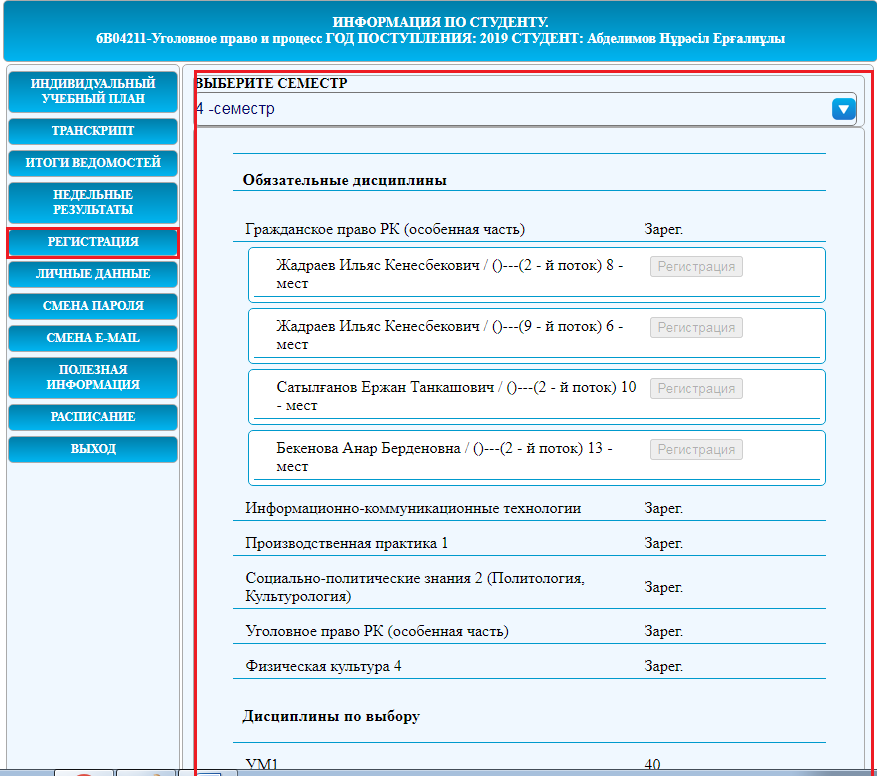 ИНФОРМАЦИЯ ПО СТУДЕНТУ.
6B04211-Уголовное право и процесс ГОД ПОСТУПЛЕНИЯ: 2019 СТУДЕНТ: Абделимов Нұрәсіл Ерғалиұлы
ИНДИВИДУАЛЬНЫЙ
УЧЕБНЫЙ ПЛАН
ТРАНСКРИПТ
ИТОГИ ВЕДОМОСТЕЙ
НЕДЕЛЬНЫЕ
РЕЗУЛЬТАТЫ
РЕГИСТРАЦИЯ
ЛИЧНЫЕ ДАННЫЕ
СМЕНА ПАРОЛЯ
СМЕНА E-MAIL
ПОЛЕЗНАЯ
ИНФОРМАЦИЯ
РАСПИСАНИЕ
ВЫХОД
ВЫБЕРИТЕ СЕМЕСТР
4 -семестр
Обязательные дисциплины
Гражданское право РК (особенная часть) Зарег.
Жадраев Ильяс Кенесбекович / ()---(2 - й поток) 8 - Регистрация
мест
Жадраев Ильяс Кенесбекович / ()---(9 - й поток) 6 - Регистрация
мест
Сатылғанов Ержан Танкашович / ()---(2 - й поток) 10 Регистрация
- мест
Бекенова Анар Берденовна / ()---(2 - й поток) 13 - Регистрация
мест
Информационно-коммуникационные технологии Зарег.
Производственная практика 1 Зарег.
Социально-политические знания 2 (Политология, Зарег.
Культурология)
Уголовное право РК (особенная часть) Зарег.
Физическая культура 4 Зарег.
Дисциплины по выбору
УМ1 40